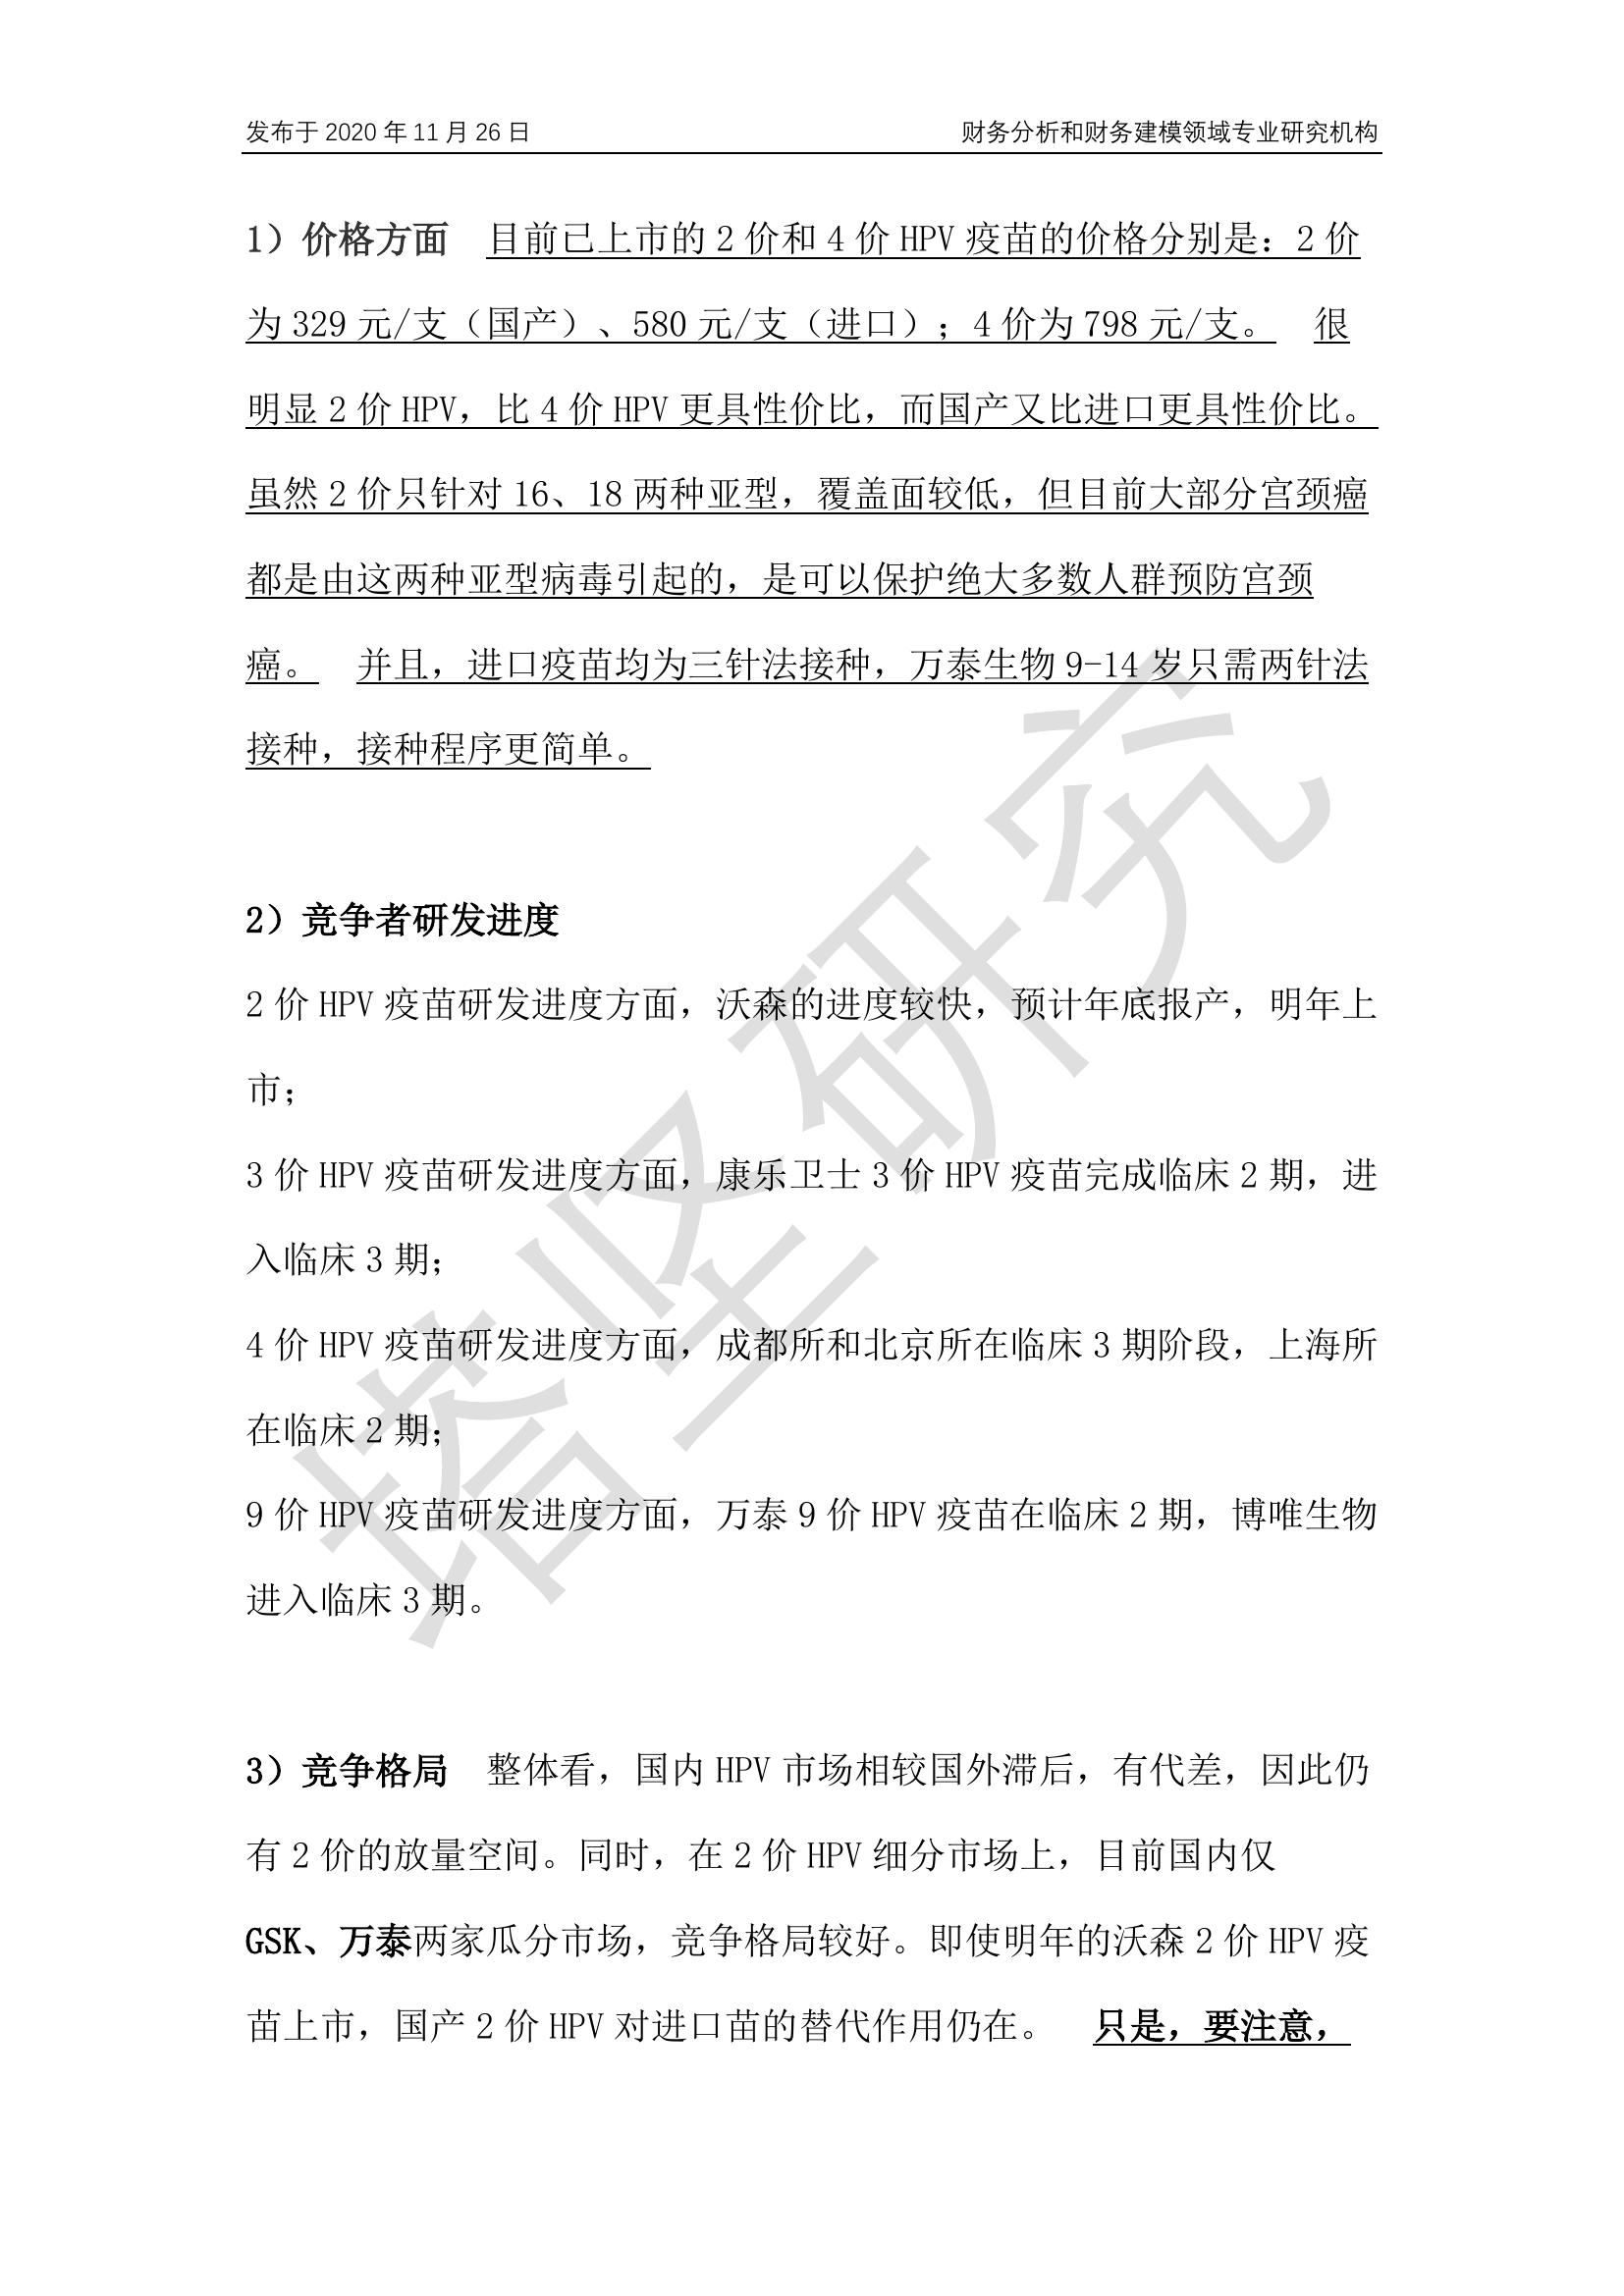 发布于 2020 年 11 月 26 日 财务分析和财务建模领域专业研究机构
1）价格方面 目前已上市的 2 价和 4 价 HPV 疫苗的价格分别是：2 价
为 329 元/支（国产）、580 元/支（进口）；4 价为 798 元/支。 很
明显 2 价 HPV，比 4 价 HPV 更具性价比，而国产又比进口更具性价比。
虽然 2 价只针对 16、18 两种亚型，覆盖面较低，但目前大部分宫颈癌
都是由这两种亚型病毒引起的，是可以保护绝大多数人群预防宫颈
癌。 并且，进口疫苗均为三针法接种，万泰生物 9-14 岁只需两针法
接种，接种程序更简单。
2）竞争者研发进度
2 价 HPV 疫苗研发进度方面，沃森的进度较快，预计年底报产，明年上
市；
3 价 HPV 疫苗研发进度方面，康乐卫士 3 价 HPV 疫苗完成临床 2 期，进
入临床 3 期；
4 价 HPV 疫苗研发进度方面，成都所和北京所在临床 3 期阶段，上海所
在临床 2 期；
9 价 HPV 疫苗研发进度方面，万泰 9 价 HPV 疫苗在临床 2 期，博唯生物
进入临床 3 期。
3）竞争格局 整体看，国内 HPV 市场相较国外滞后，有代差，因此仍
有 2 价的放量空间。同时，在 2 价 HPV 细分市场上，目前国内仅
GSK、万泰两家瓜分市场，竞争格局较好。即使明年的沃森 2 价 HPV 疫
苗上市，国产 2 价 HPV 对进口苗的替代作用仍在。 只是，要注意，
塔坚研究